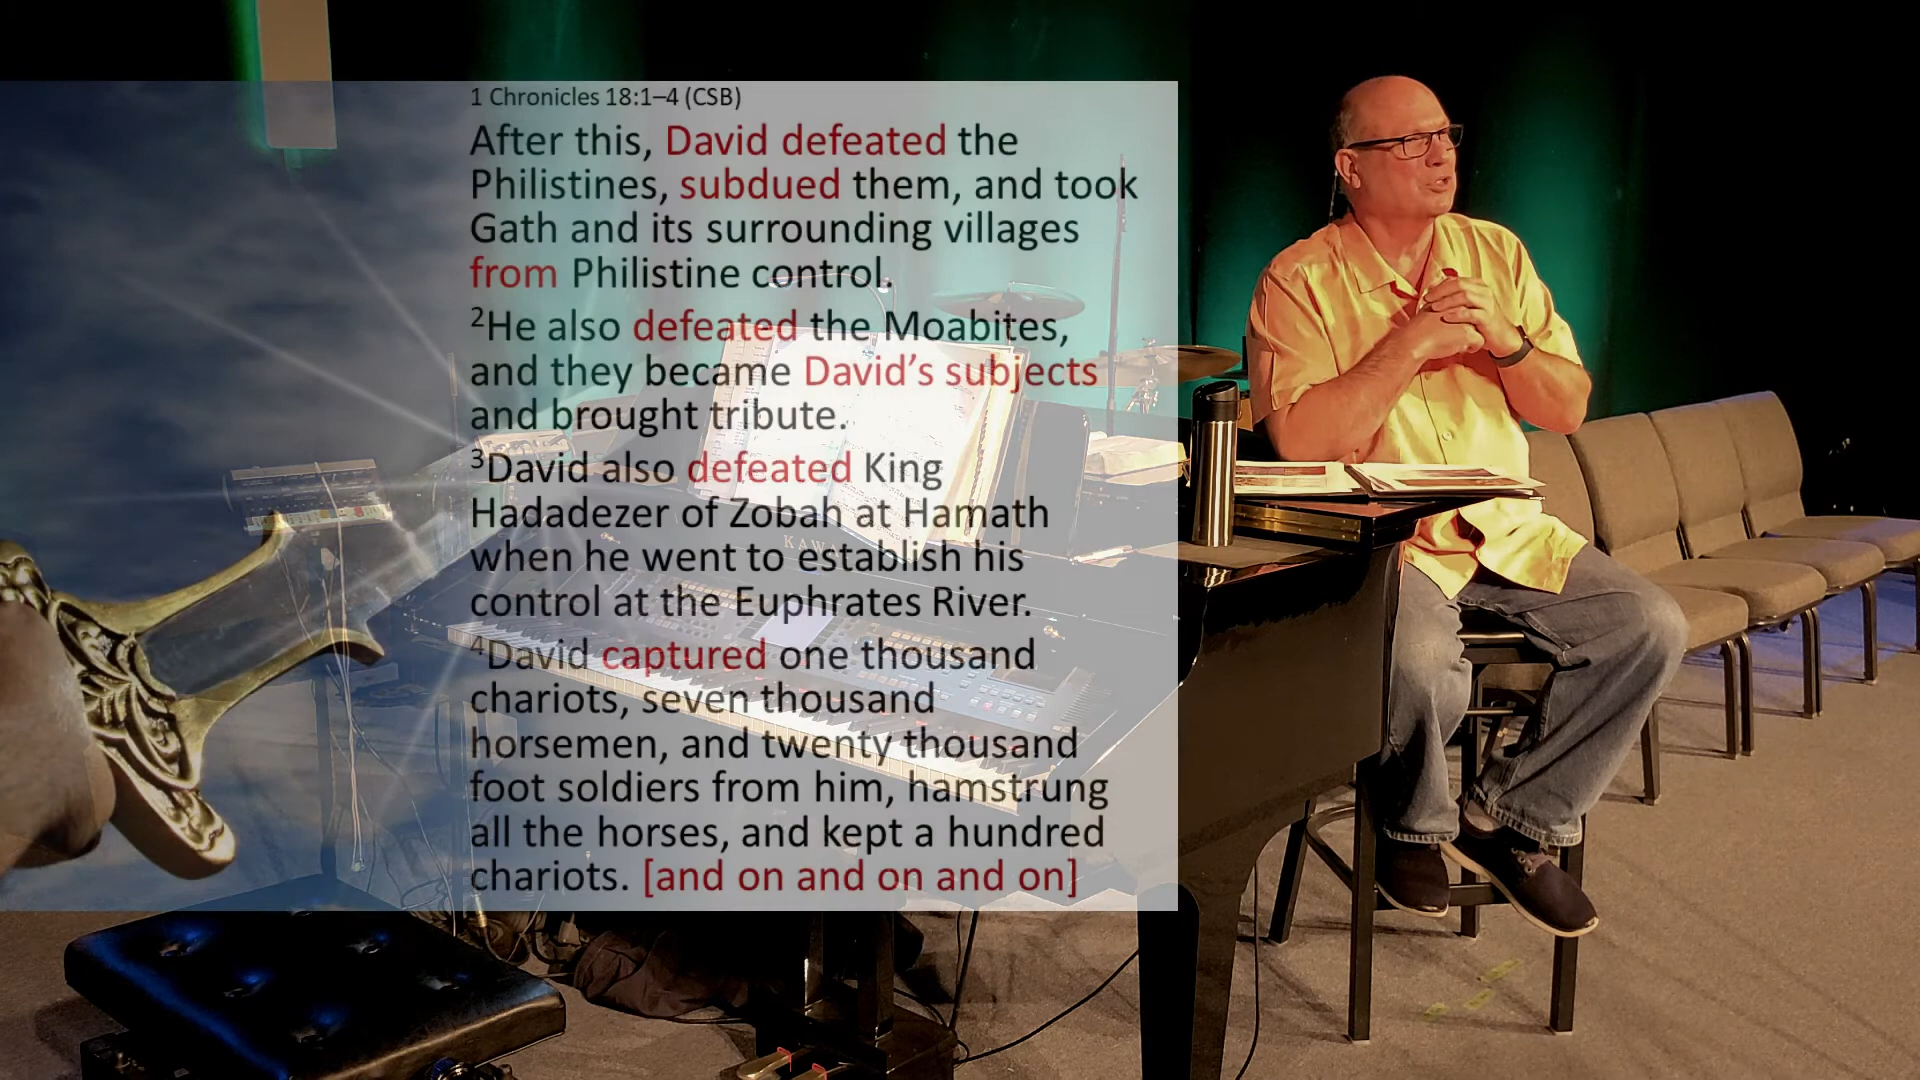 1 Chronicles 18:1–4 (CSB)
After this, David defeated the
Philistines, subdued them, and took
Gath and its surrounding villages
from Philistine control.
²He also defeated the Moabites,
and they became David’s subjects
and brought tribute.
³David also defeated King
Hadadezer of Zobah at Hamath
when he went to establish his
control at the Euphrates River.
⁴David captured one thousand
chariots, seven thousand
horsemen, and twenty thousand
foot soldiers from him, hamstrung
all the horses, and kept a hundred
chariots. [and on and on and on]